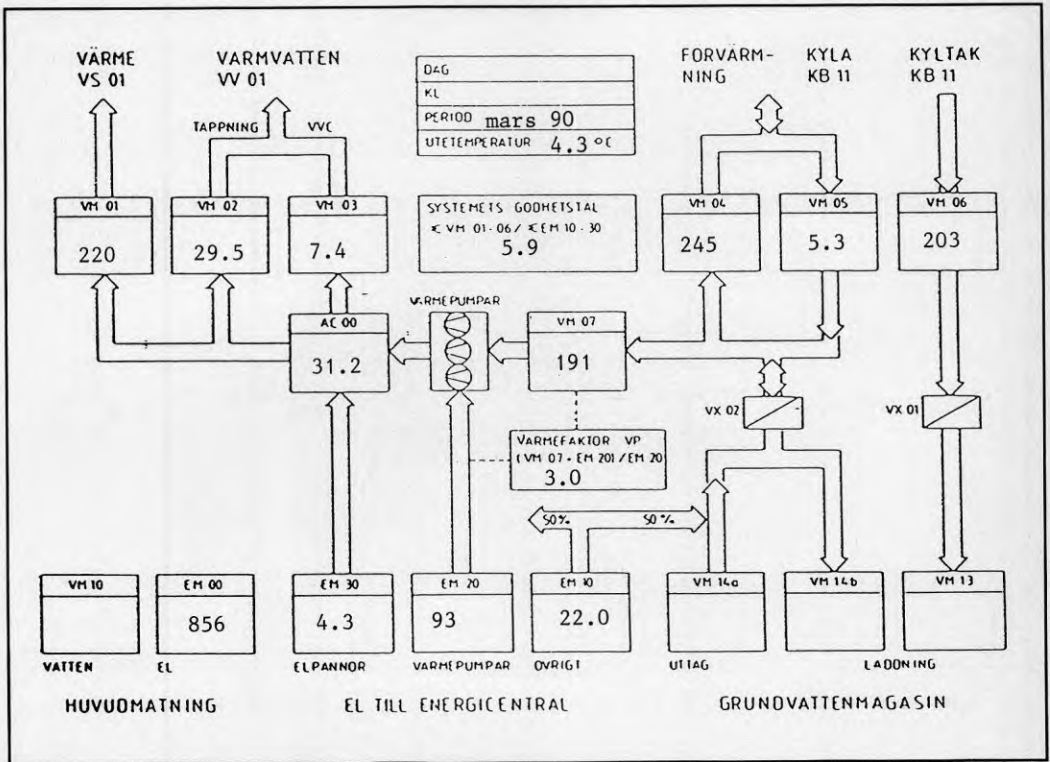 VÄRME
VS 01
VARMVATTEN
VV 01
DAG
KL
PERIOD mars 90
UTETEMPERATUR 4.3 °C
FORVÄRM-
NING
KYLA
KB 11
KYLTAK
KB 11
TAPPNING
VVC
VM 01
220
VM 02
29.5
VM 03
7.4
SYSTEMETS GODHETSTAL
Σ VM 01-06 / Σ EM 10-30
5.9
VM 04
245
VM 05
5.3
VM 06
203
VÄRMEPUMPAR
AC 00
31.2
VM 07
191
VX 02
VX 01
VARMEFAKTOR VP
(VM 07 + EM 20) / EM 20
3.0
50%
50 %
VM 10
EM 00
856
EM 30
4.3
EM 20
93
EM 10
22.0
VM 14a
VM 14b
VM 13
VATTEN
EL
ELPANNOR
VARMEPUMPAR
OVRIGT
UTTAG
LADDNING
HUVUDMATNING
EL TILL ENERGICENTRAL
GRUNDVATTENMAGASIN